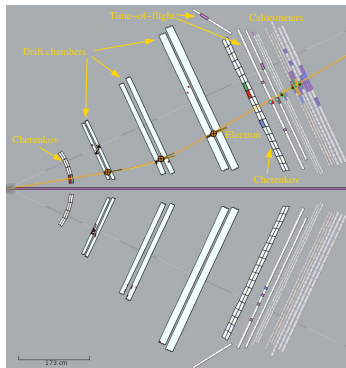 Time-of-flight
Calorimeters
Drift chambers
Cherenkov
Electron
Cherenkov
173 cm